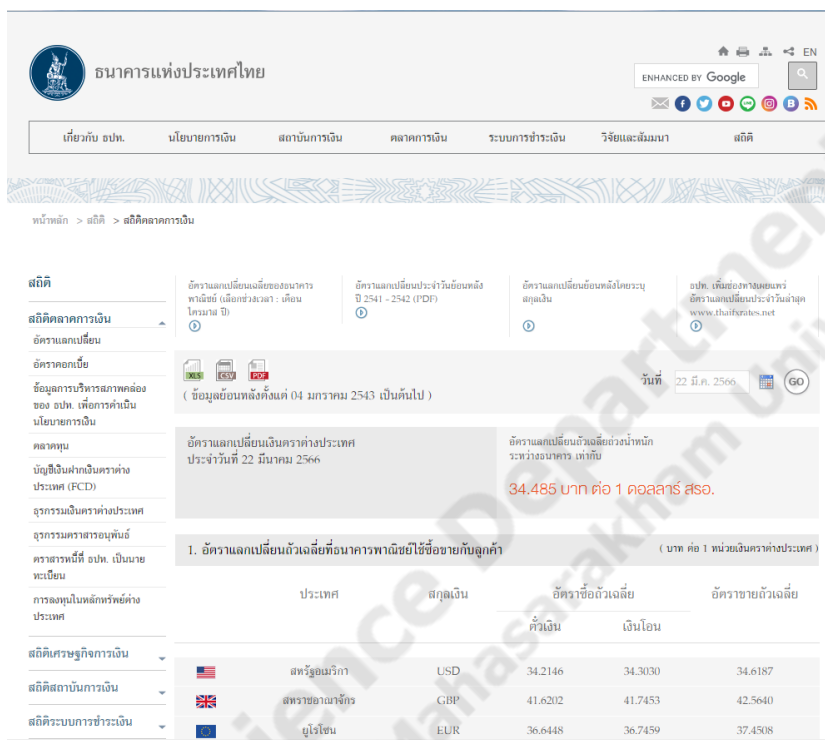 EN
ธนาคารแห่งประเทศไทย
ENHANCED BY Google
เกี่ยวกับ ธปท. นโยบายการเงิน สถาบันการเงิน ตลาดการเงิน ระบบการชำระเงิน วิจัยและสัมมนา สถิติ
หน้าหลัก > สถิติ > สถิติตลาดการเงิน
สถิติ
สถิติตลาดการเงิน
อัตราแลกเปลี่ยน
อัตราดอกเบี้ย
ข้อมูลการบริหารสภาพคล่อง
ของ ธปท. เพื่อการดำเนิน
นโยบายการเงิน
ตลาดทุน
บัญชีเงินฝากเงินตราต่าง
ประเทศ (FCD)
ธุรกรรมเงินตราต่างประเทศ
ธุรกรรมตราสารอนุพันธ์
ตราสารหนี้ที่ ธปท. เป็นนาย
ทะเบียน
การลงทุนในหลักทรัพย์ต่าง
ประเทศ
สถิติเศรษฐกิจการเงิน
สถิติสถาบันการเงิน
สถิติระบบการชำระเงิน
อัตราแลกเปลี่ยนเฉลี่ยของธนาคาร
พาณิชย์ (เลือกช่วงเวลา : เดือน
ไตรมาส ปี)
อัตราแลกเปลี่ยนประจำวันย้อนหลัง
ปี 2541 - 2542 (PDF)
อัตราแลกเปลี่ยนย้อนหลังโดยระบุ
สกุลเงิน
ธปท. เพิ่มช่องทางเผยแพร่
อัตราแลกเปลี่ยนประจำวันล่าสุด
www.thaifxrates.net
XLS CSV PDF
( ข้อมูลย้อนหลังตั้งแต่ 04 มกราคม 2543 เป็นต้นไป )
วันที่ 22 มี.ค. 2566 GO
อัตราแลกเปลี่ยนเงินตราต่างประเทศ
ประจำวันที่ 22 มีนาคม 2566
อัตราแลกเปลี่ยนถัวเฉลี่ยถ่วงน้ำหนัก
ระหว่างธนาคาร เท่ากับ
34.485 บาท ต่อ 1 ดอลลาร์ สรอ.
1. อัตราแลกเปลี่ยนถัวเฉลี่ยที่ธนาคารพาณิชย์ใช้ซื้อขายกับลูกค้า ( บาท ต่อ 1 หน่วยเงินตราต่างประเทศ )
ประเทศ สกุลเงิน อัตราซื้อถัวเฉลี่ย อัตราขายถัวเฉลี่ย
ตั๋วเงิน เงินโอน
สหรัฐอเมริกา USD 34.2146 34.3030 34.6187
สหราชอาณาจักร GBP 41.6202 41.7453 42.5640
ยูโรโซน EUR 36.6448 36.7459 37.4508